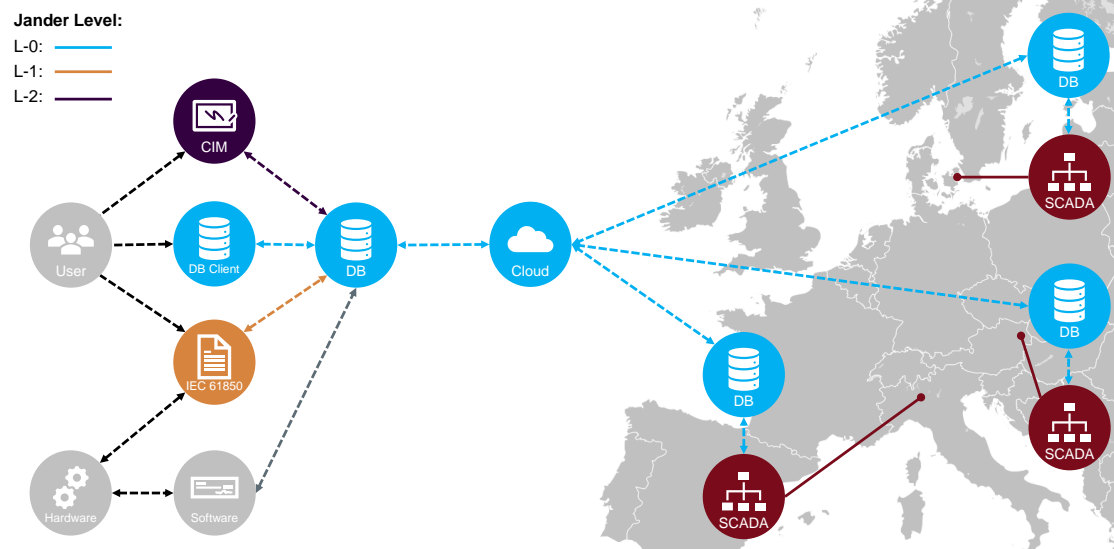 Jander Level:
L-0:
L-1:
L-2:
CIM
User
DB Client
DB
Cloud
IEC 61850
Hardware
Software
DB
SCADA
DB
SCADA
DB
SCADA